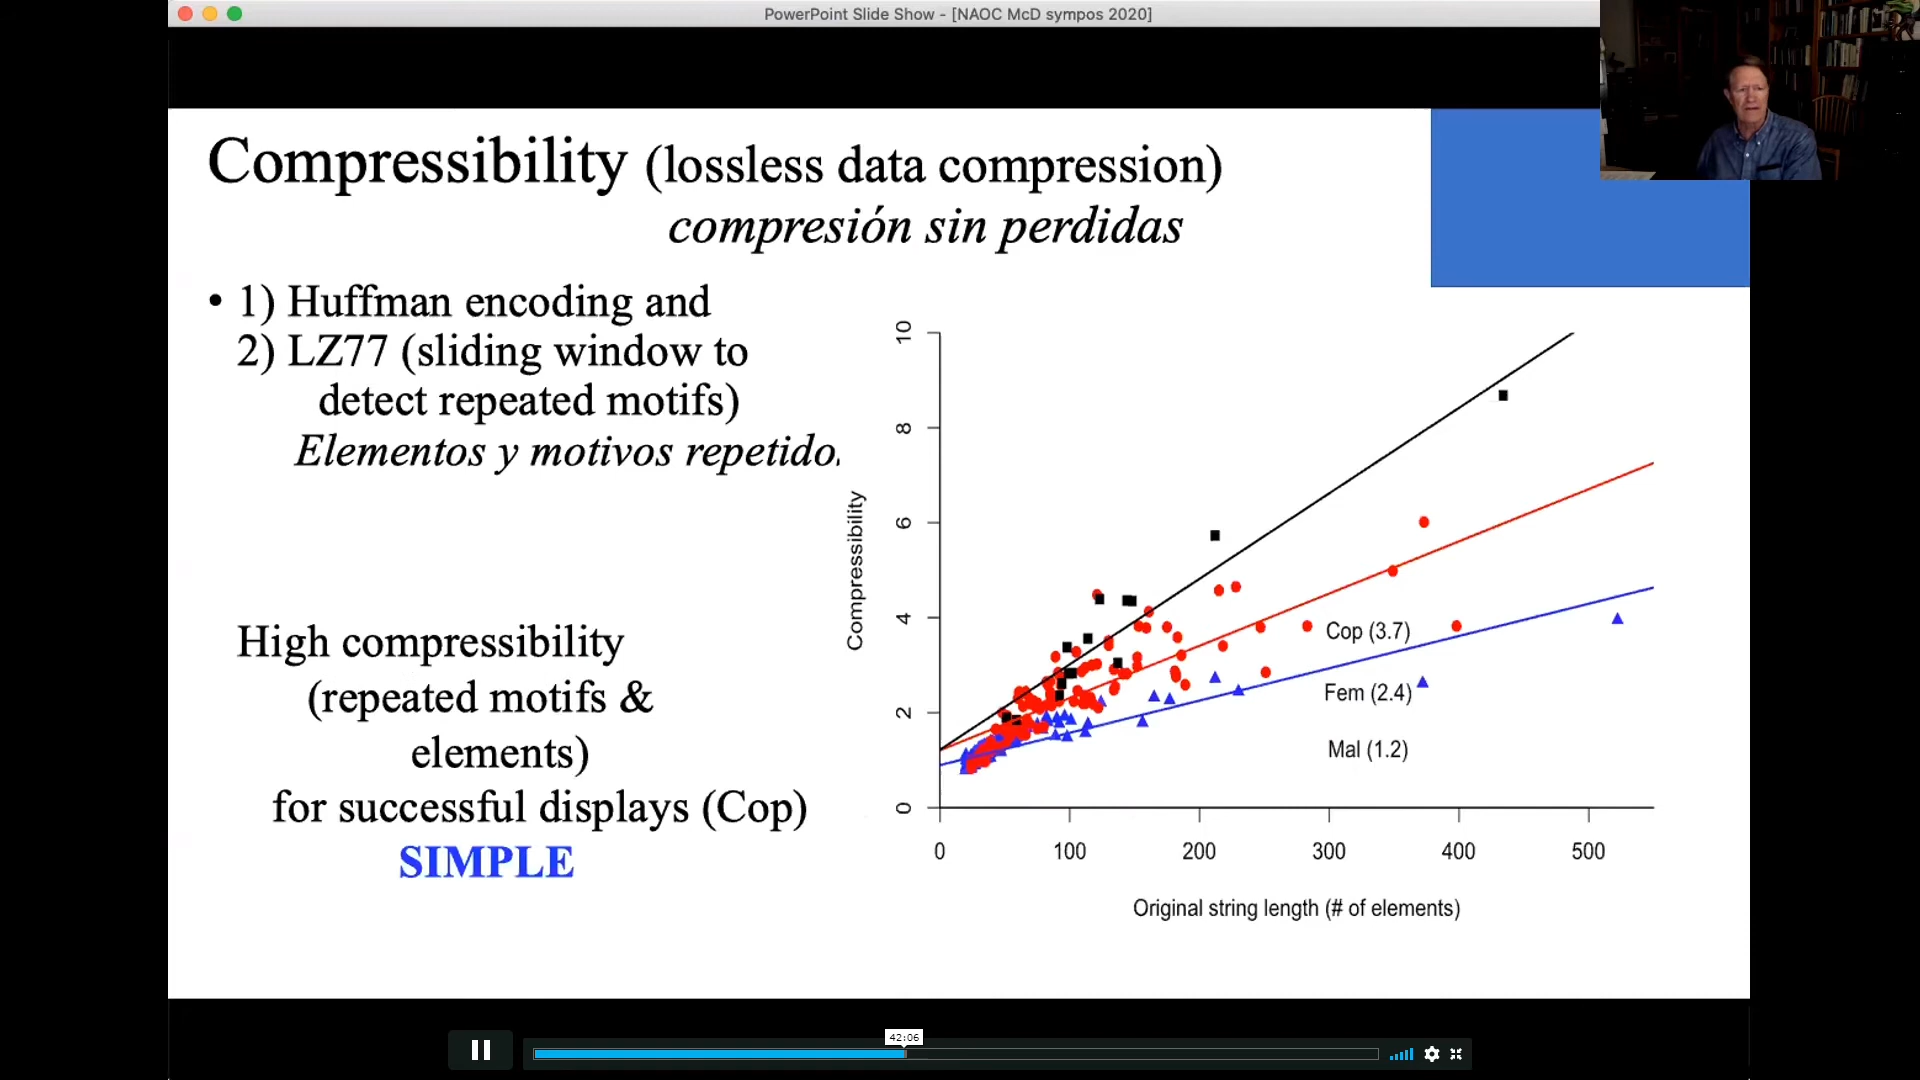 PowerPoint Slide Show - [NAOC McD sympos 2020]
Compressibility (lossless data compression)
compresión sin perdidas
• 1) Huffman encoding and
2) LZ77 (sliding window to
detect repeated motifs)
Elementos y motivos repetido
High compressibility
(repeated motifs &
elements)
for successful displays (Cop)
SIMPLE
Compressibility
10
8
6
4
2
0
Cop (3.7)
Fem (2.4)
Mal (1.2)
0 100 200 300 400 500
Original string length (# of elements)
42:06